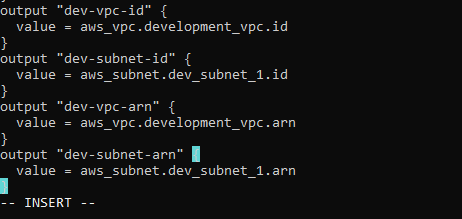 output "dev-vpc-id" {
  value = aws_vpc.development_vpc.id
}
output "dev-subnet-id" {
  value = aws_subnet.dev_subnet_1.id
}
output "dev-vpc-arn" {
  value = aws_vpc.development_vpc.arn
}
output "dev-subnet-arn" {
  value = aws_subnet.dev_subnet_1.arn
}
-- INSERT --